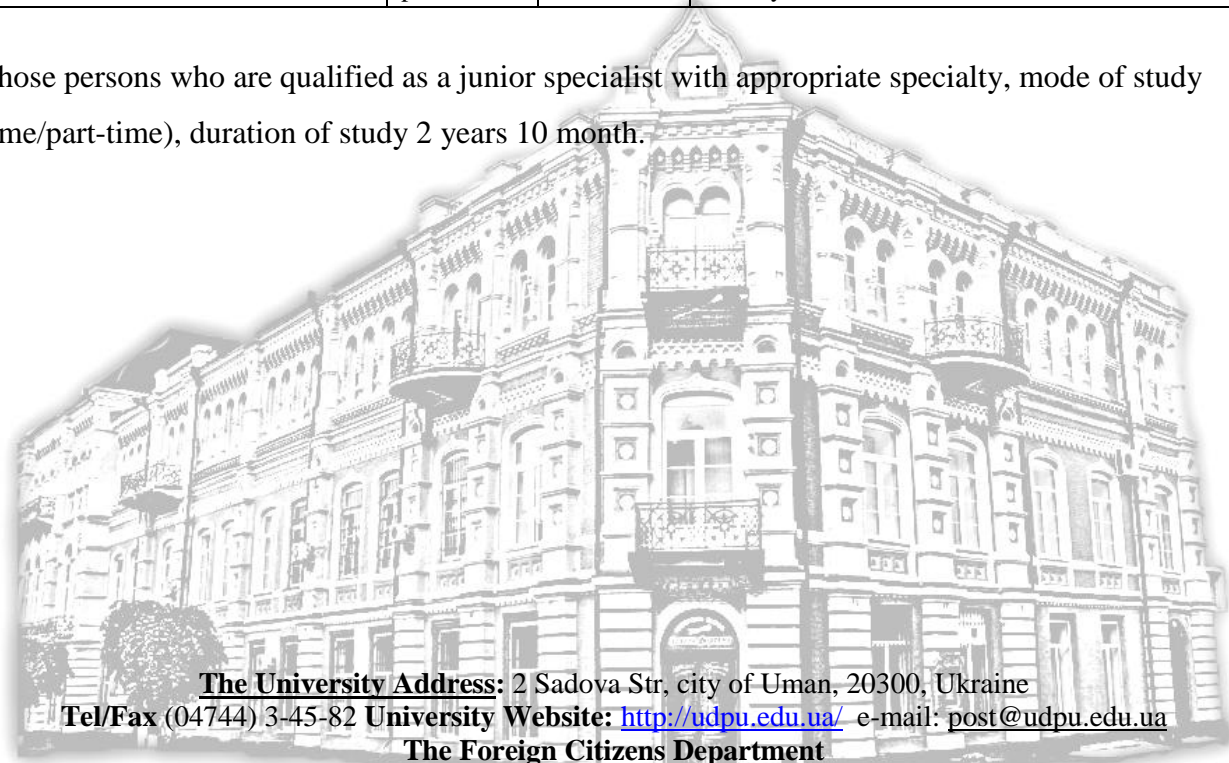 hose persons who are qualified as a junior specialist with appropriate specialty, mode of study
me/part-time), duration of study 2 years 10 month.
The University Address: 2 Sadova Str, city of Uman, 20300, Ukraine
Tel/Fax (04744) 3-45-82 University Website: http://udpu.edu.ua/ e-mail: post@udpu.edu.ua
The Foreign Citizens Department